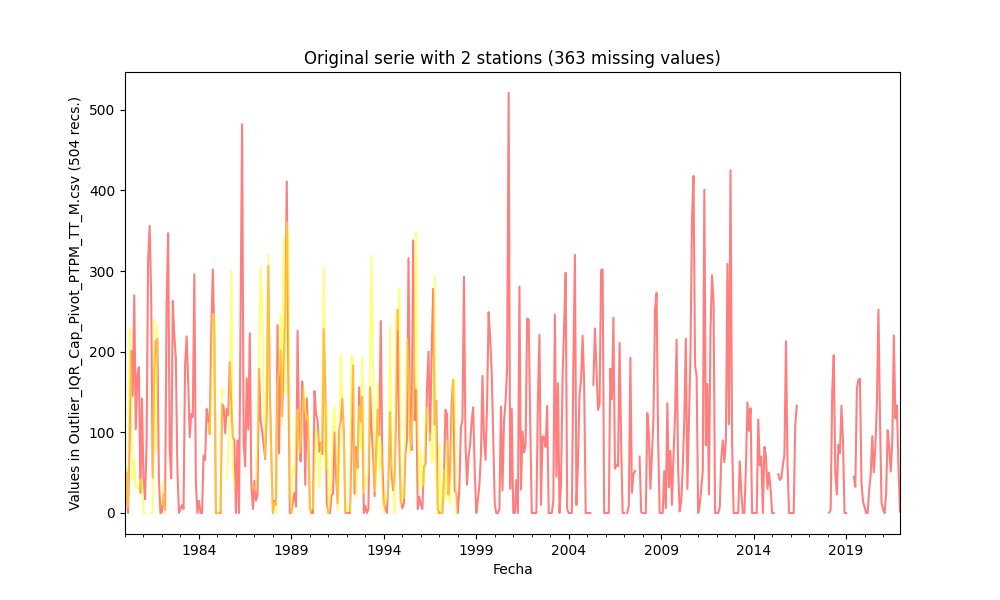 Original serie with 2 stations (363 missing values)
Values in Outlier_IQR_Cap_Pivot_PTPM_TT_M.csv (504 recs.)
500
400
300
200
100
0
1984 1989 1994 1999 2004 2009 2014 2019
Fecha